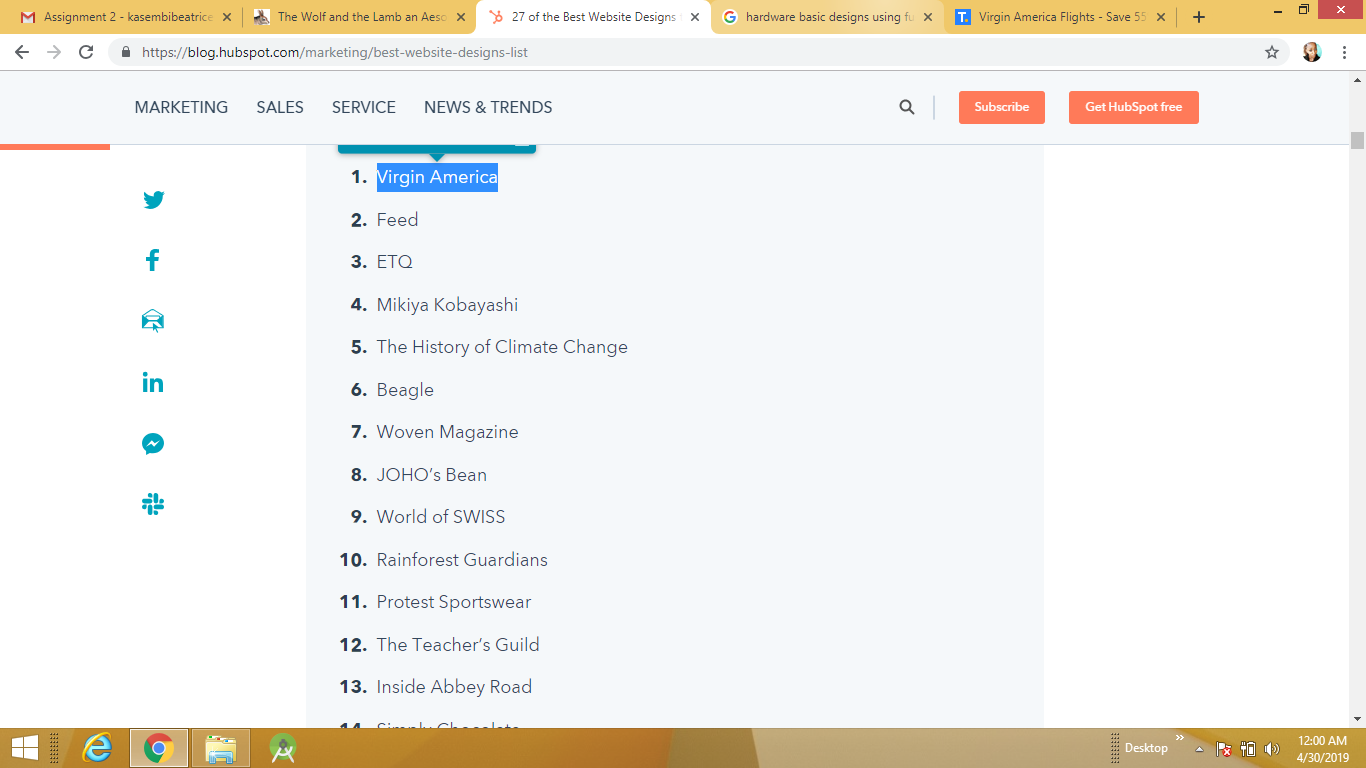 Assignment 2 - kasembibeatrice
The Wolf and the Lamb an Aeso
27 of the Best Website Designs
hardware basic designs using fu
Virgin America Flights - Save 55
https://blog.hubspot.com/marketing/best-website-designs-list
MARKETING SALES SERVICE NEWS & TRENDS Subscribe Get HubSpot free
1. Virgin America
2. Feed
3. ETQ
4. Mikiya Kobayashi
5. The History of Climate Change
6. Beagle
7. Woven Magazine
8. JOHO’s Bean
9. World of SWISS
10. Rainforest Guardians
11. Protest Sportswear
12. The Teacher’s Guild
13. Inside Abbey Road
14. Simply Chocolate
Desktop
12:00 AM
4/30/2019